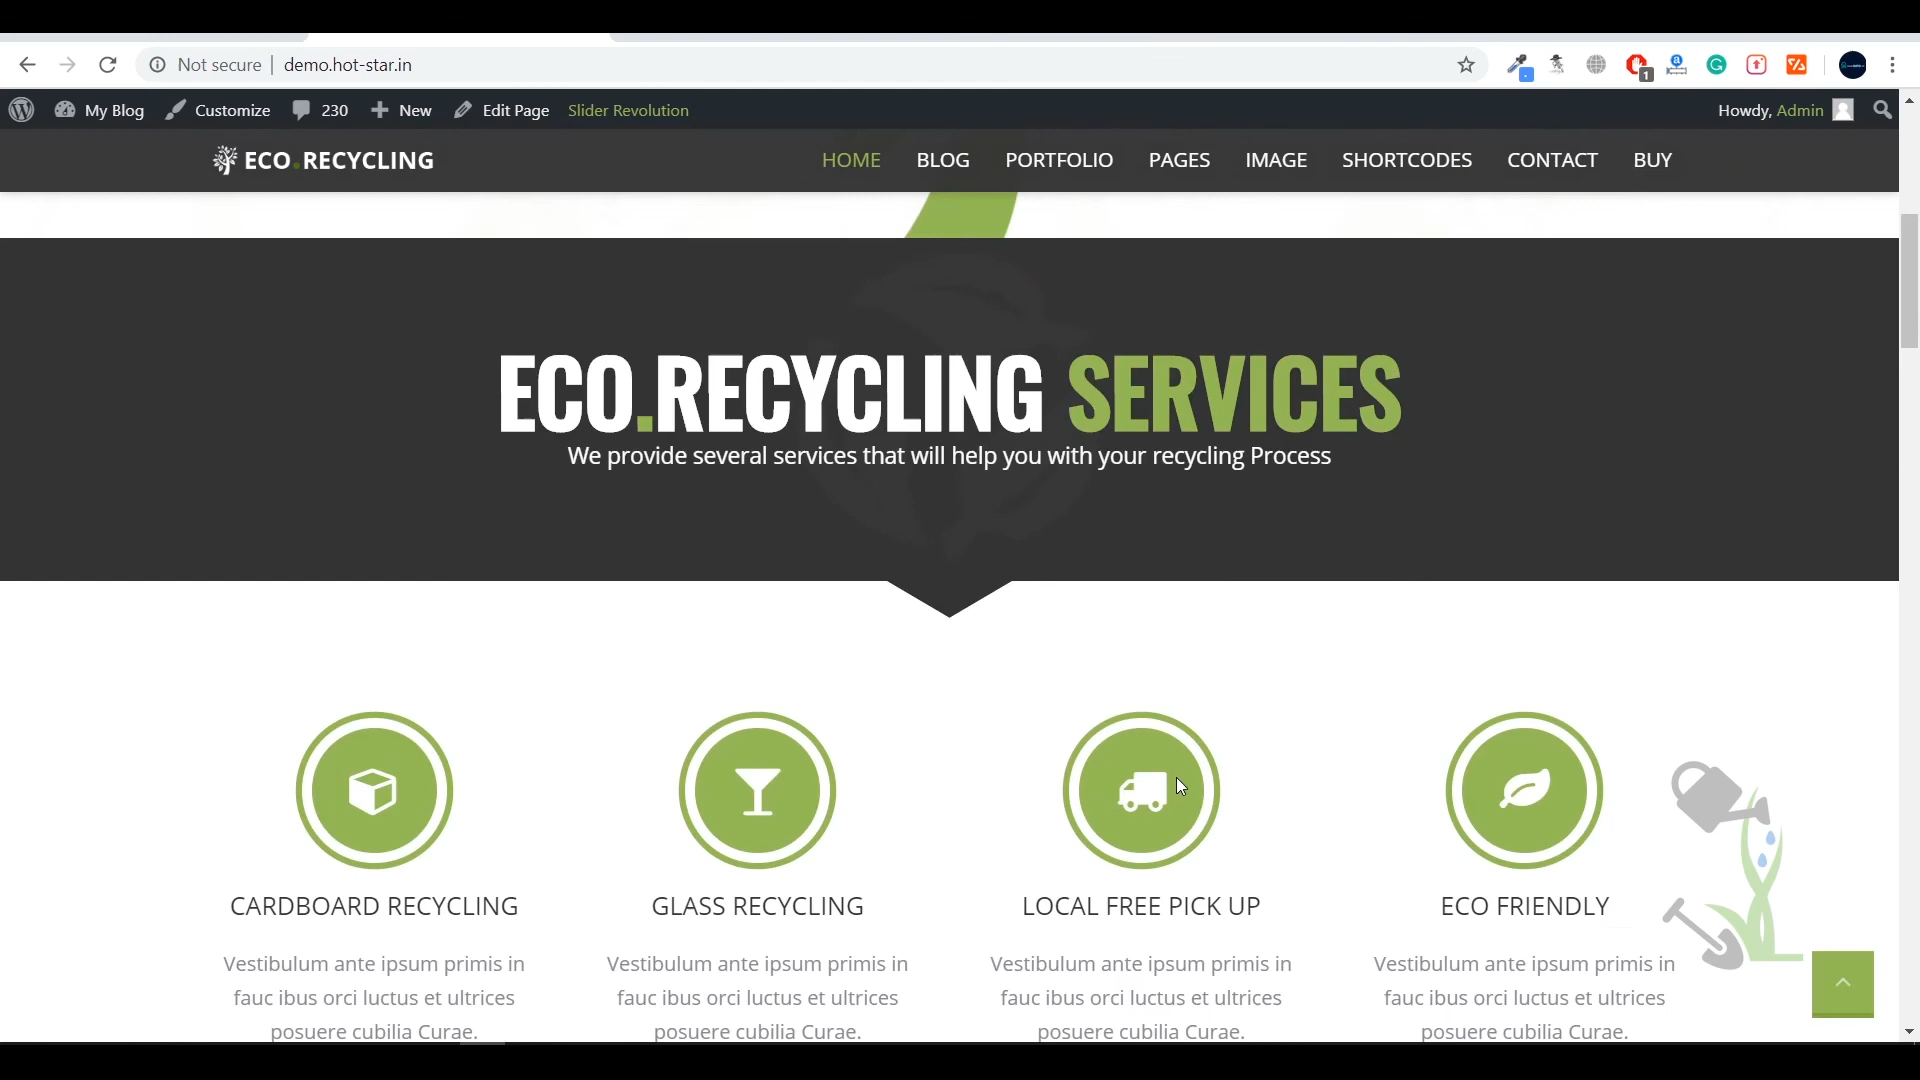 Not secure demo.hot-star.in
1
My Blog Customize 230 New Edit Page Slider Revolution Howdy, Admin
ECO.RECYCLING HOME BLOG PORTFOLIO PAGES IMAGE SHORTCODES CONTACT BUY
ECO.RECYCLING SERVICES
We provide several services that will help you with your recycling Process
CARDBOARD RECYCLING
Vestibulum ante ipsum primis in
fauc ibus orci luctus et ultrices
posuere cubilia Curae.
GLASS RECYCLING
Vestibulum ante ipsum primis in
fauc ibus orci luctus et ultrices
posuere cubilia Curae.
LOCAL FREE PICK UP
Vestibulum ante ipsum primis in
fauc ibus orci luctus et ultrices
posuere cubilia Curae.
ECO FRIENDLY
Vestibulum ante ipsum primis in
fauc ibus orci luctus et ultrices
posuere cubilia Curae.